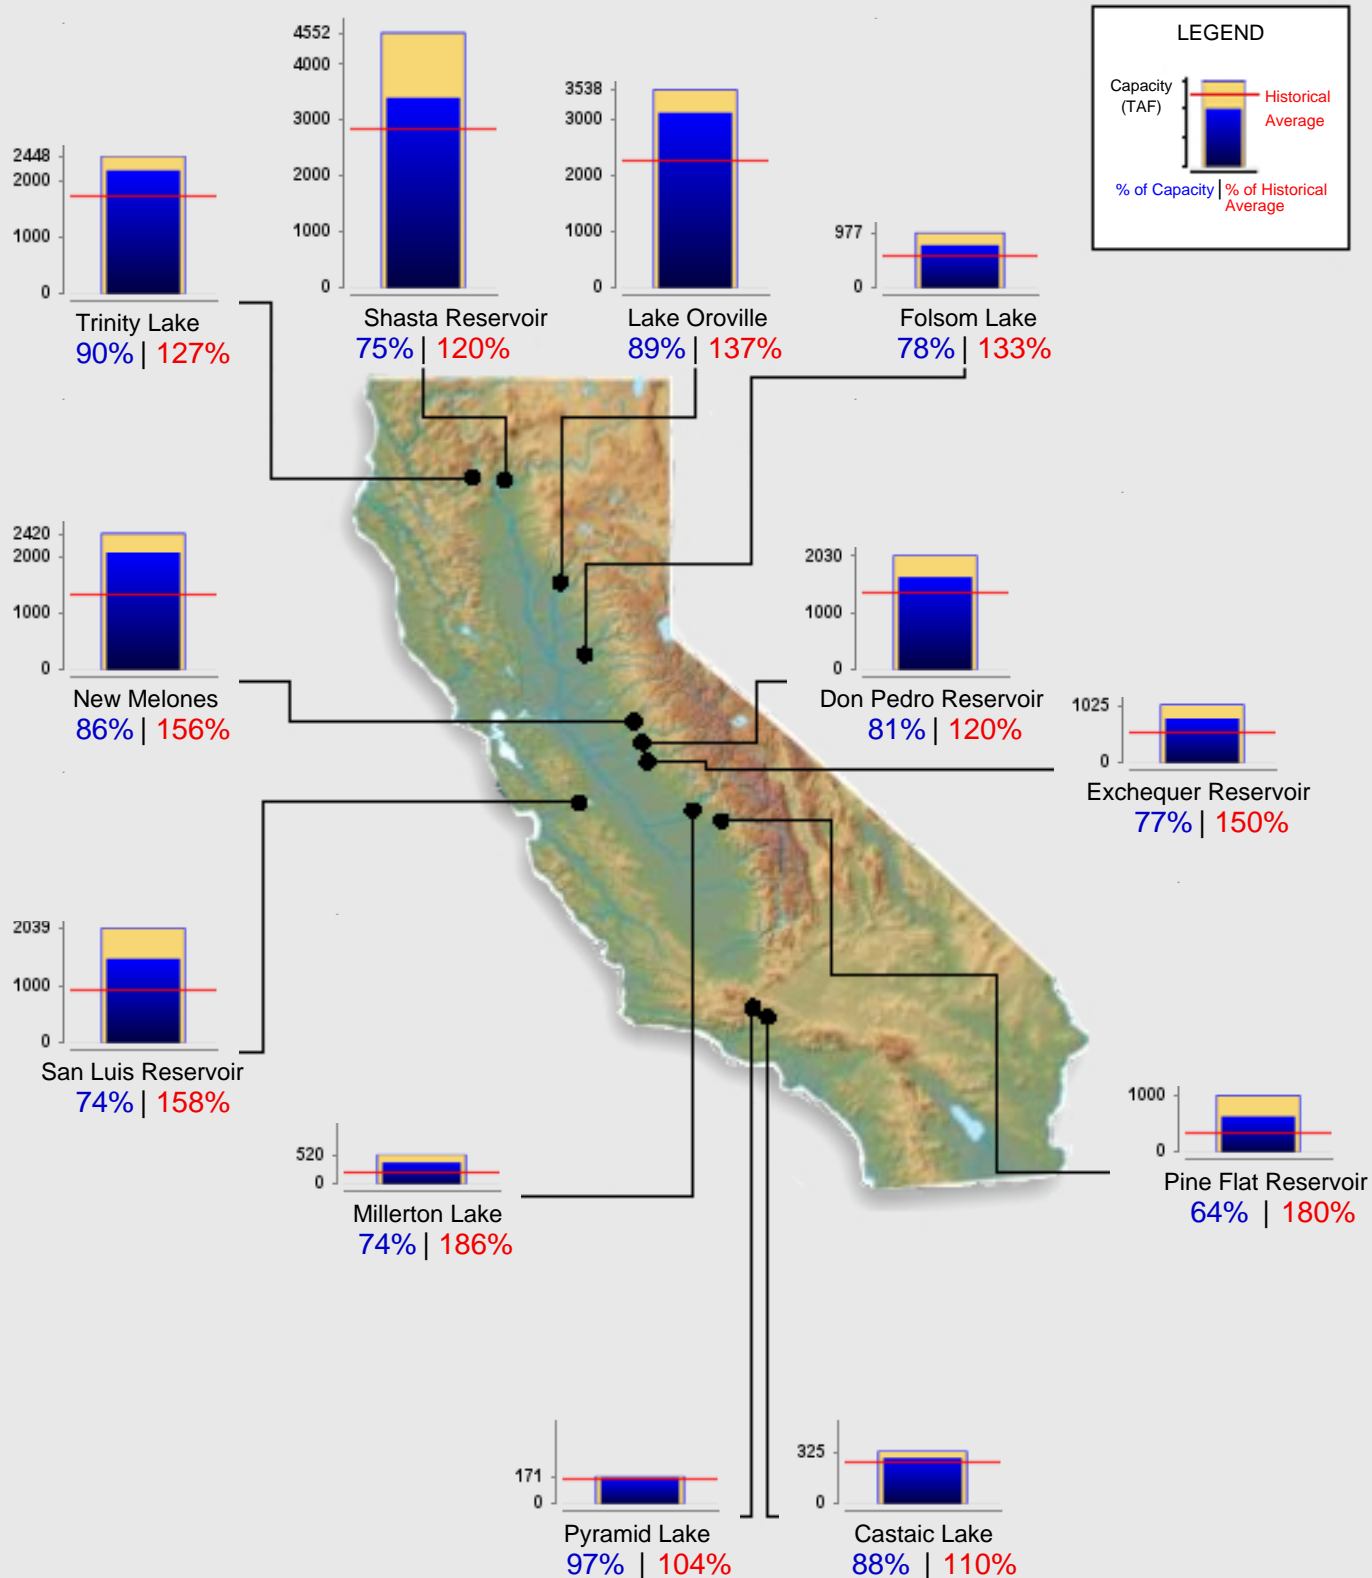 LEGEND
Capacity
(TAF)
Historical
Average
% of Capacity | % of Historical
Average
4552
4000
3000
2000
1000
0
Shasta Reservoir
75% | 120%
3538
3000
2000
1000
0
Lake Oroville
89% | 137%
2448
2000
1000
0
Trinity Lake
90% | 127%
977
0
Folsom Lake
78% | 133%
2420
2000
1000
0
New Melones
86% | 156%
2030
1000
0
Don Pedro Reservoir
81% | 120%
1025
0
Exchequer Reservoir
77% | 150%
2039
1000
0
San Luis Reservoir
74% | 158%
520
0
Millerton Lake
74% | 186%
1000
0
Pine Flat Reservoir
64% | 180%
171
0
Pyramid Lake
97% | 104%
325
0
Castaic Lake
88% | 110%